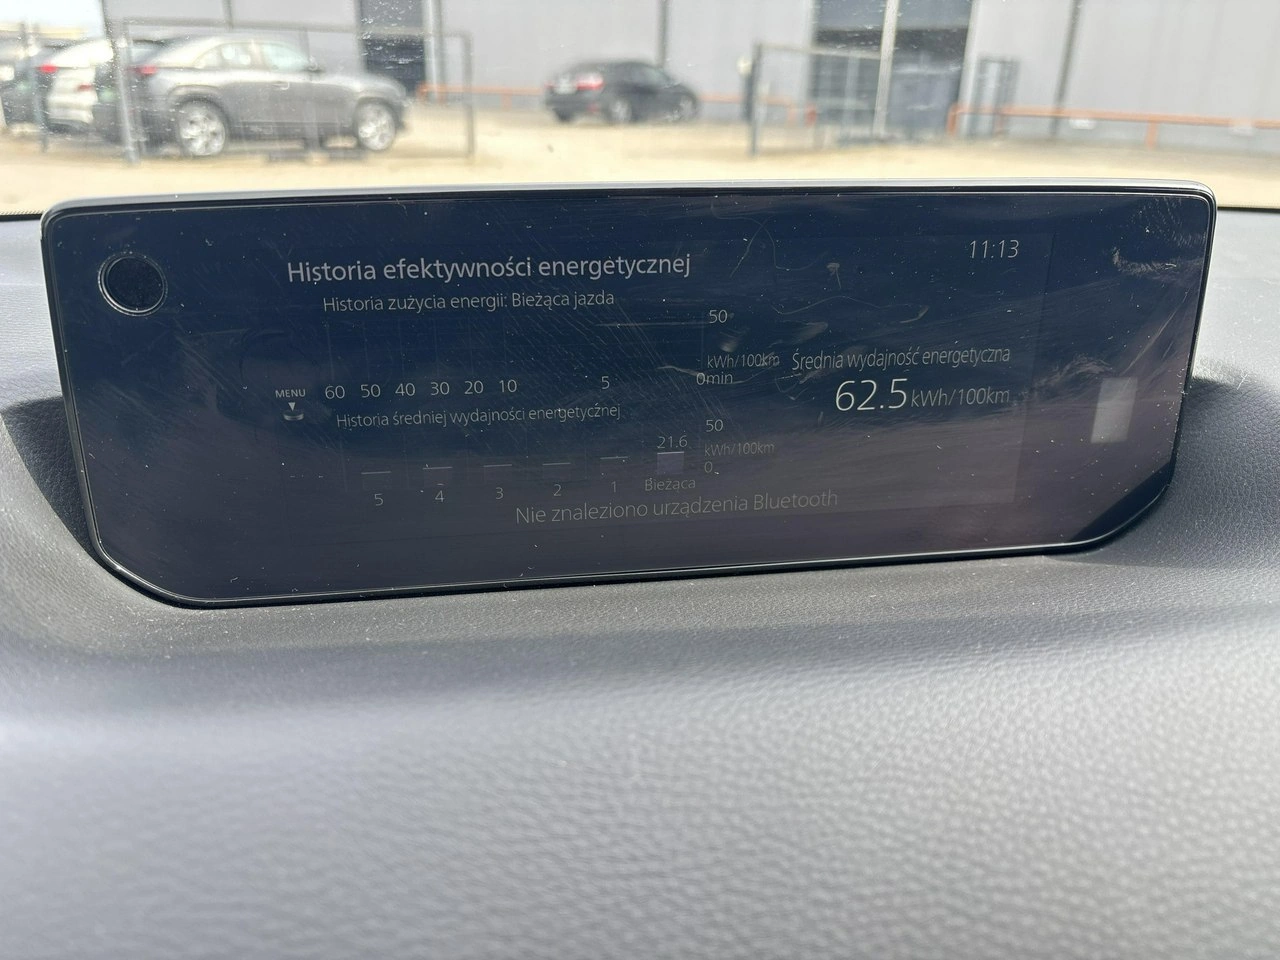 11:13
Historia efektywności energetycznej
Historia zużycia energii: Bieżąca jazda
50
kWh/100km
0min
MENU 60 50 40 30 20 10 5
Średnia wydajność energetyczna
62.5 kWh/100km
Historia średniej wydajności energetycznej
50
kWh/100km
0
21.6
5 4 3 2 1 Bieżąca
Nie znaleziono urządzenia Bluetooth